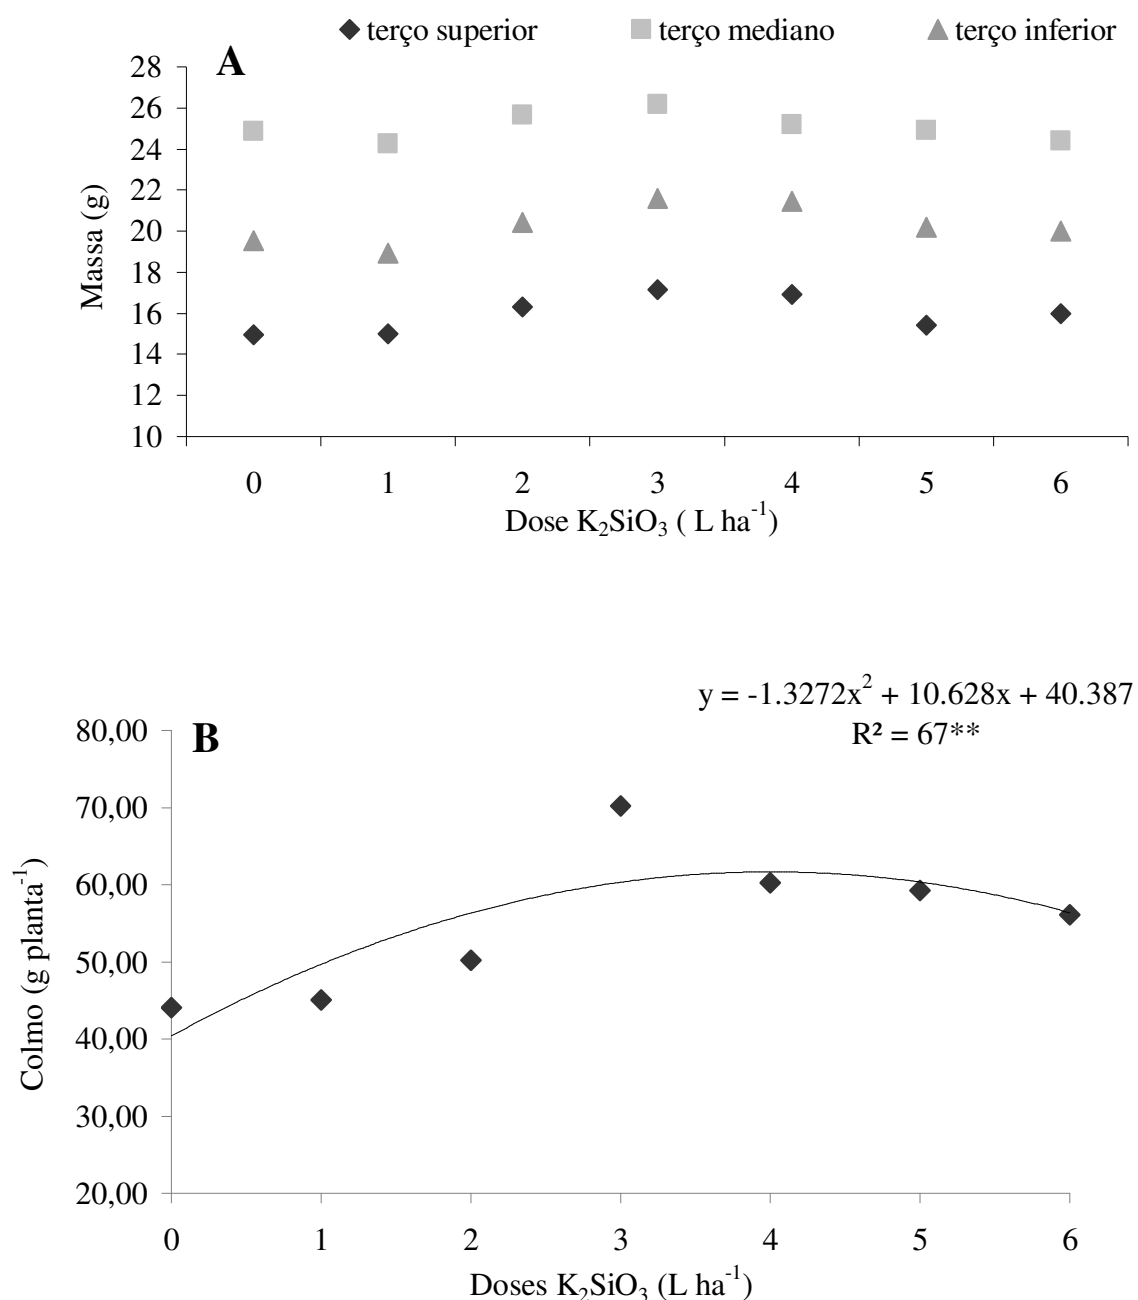 terço superior terço mediano terço inferior
A
28
26
24
22
20
18
16
14
12
10
Massa (g)
0 1 2 3 4 5 6
Dose K₂SiO₃ ( L ha⁻¹)
y = -1.3272x² + 10.628x + 40.387
R² = 67**
B
80,00
70,00
60,00
50,00
40,00
30,00
20,00
Colmo (g planta⁻¹)
0 1 2 3 4 5 6
Doses K₂SiO₃ (L ha⁻¹)